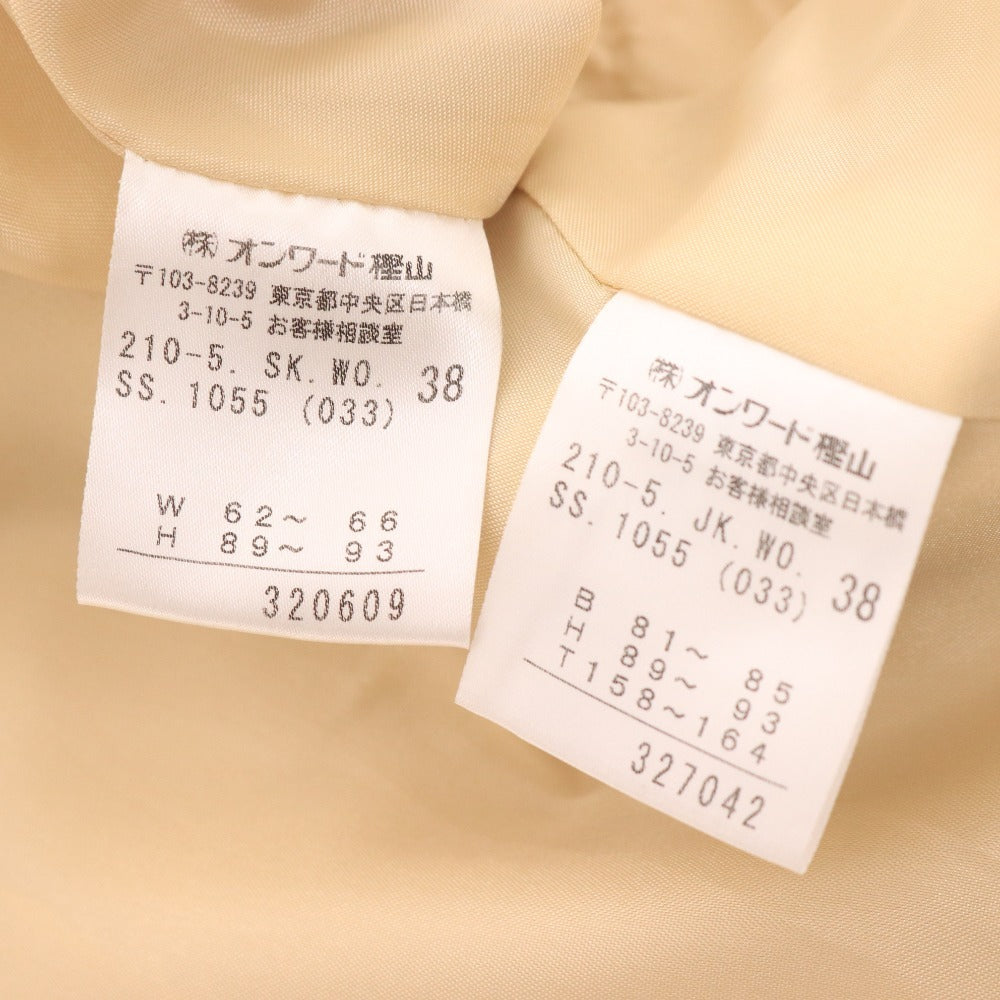 ㈱オンワード樫山
〒103-8239 東京都中央区日本橋
3-10-5 お客様相談室
210-5. SK.WO. 38
SS. 1055 (033)
W 62～ 66
H 89～ 93
320609
㈱オンワード樫山
〒103-8239 東京都中央区日本橋
3-10-5 お客様相談室
210-5. JK.WO. 38
SS. 1055 (033)
B 81～ 85
H 89～ 93
T158～164
327042